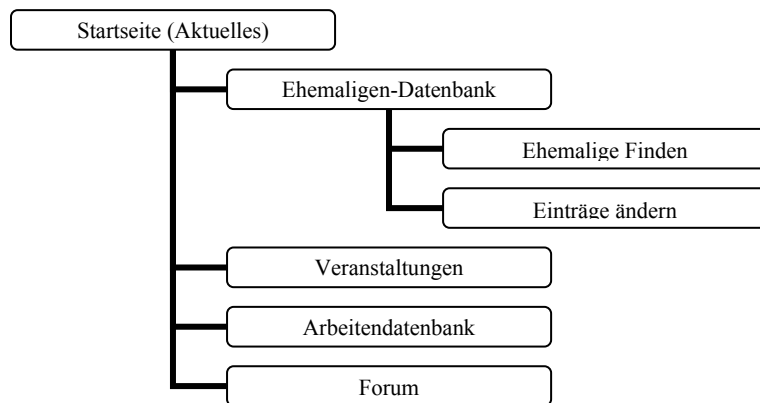 Startseite (Aktuelles)
Ehemaligen-Datenbank
Ehemalige Finden
Einträge ändern
Veranstaltungen
Arbeitendatenbank
Forum